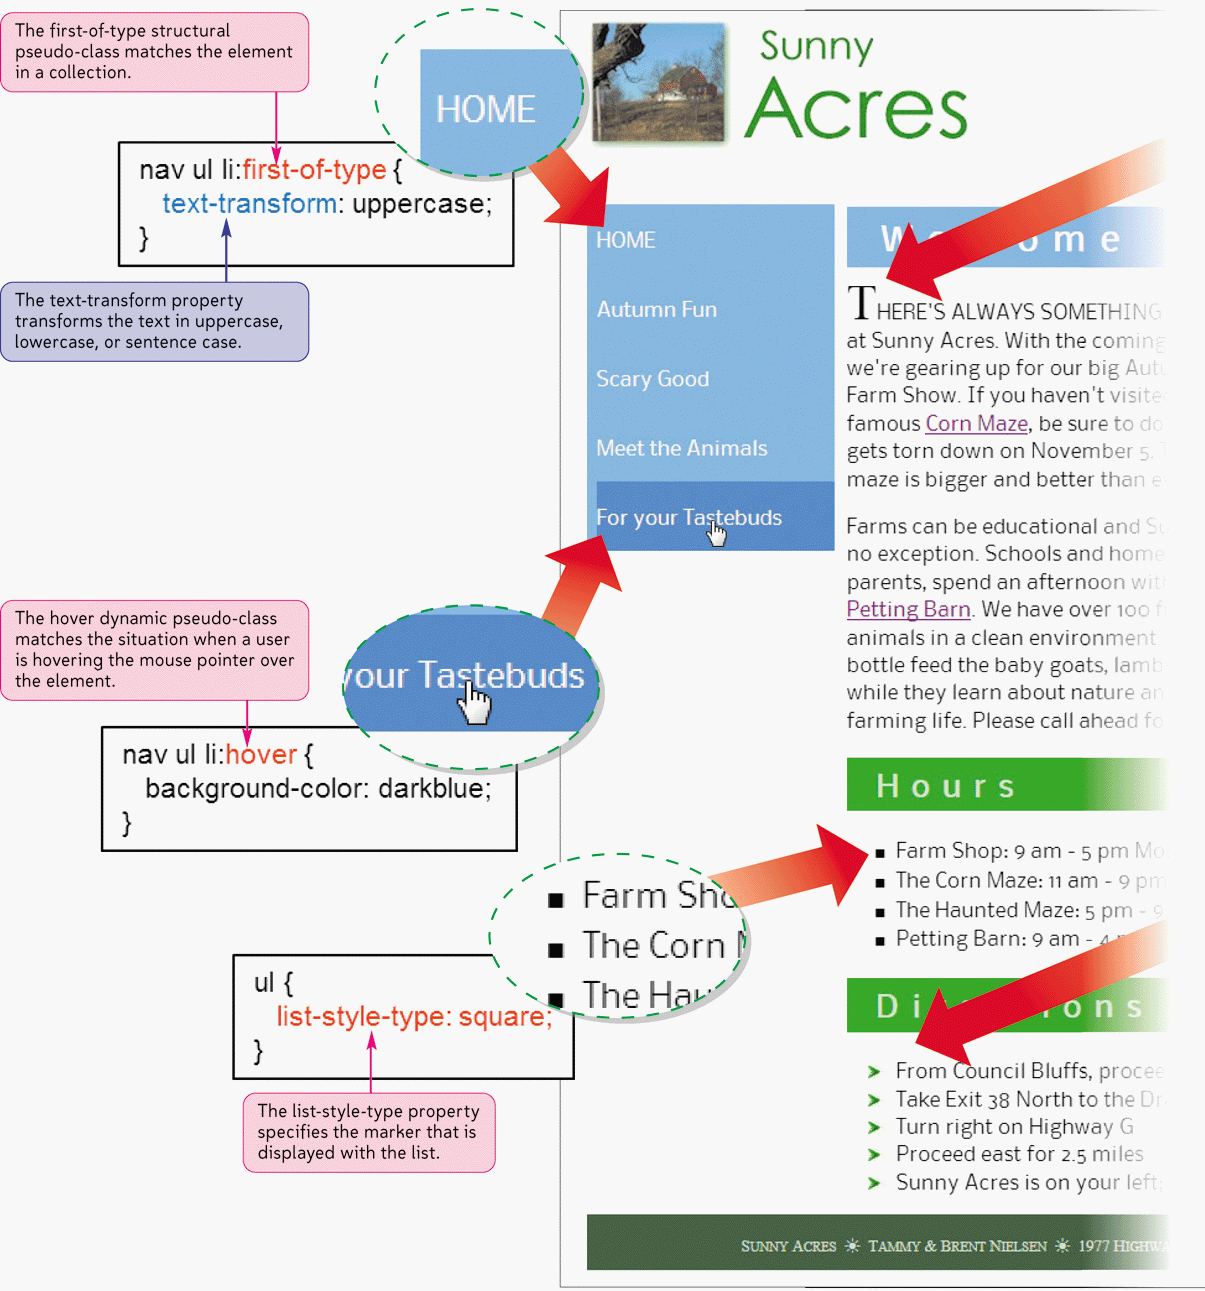 The first-of-type structural
pseudo-class matches the element
in a collection.
nav ul li:first-of-type {
text-transform: uppercase;
}
The text-transform property
transforms the text in uppercase,
lowercase, or sentence case.
HOME
Sunny
Acres
HOME
Autumn Fun
Scary Good
Meet the Animals
For your Tastebuds
THERE'S ALWAYS SOMETHING
at Sunny Acres. With the coming
we're gearing up for our big
Farm Show. If you haven't
famous Corn Maze, be sure to do
gets torn down on November 5.
maze is bigger and better than
Farms can be educational and
no exception. Schools and home
parents, spend an afternoon
Petting Barn. We have over 100
animals in a clean environment
bottle feed the baby goats, lamb
while they learn about nature
farming life. Please call ahead
The hover dynamic pseudo-class
matches the situation when a user
is hovering the mouse pointer over
the element.
nav ul li:hover {
background-color: darkblue;
}
your Tastebuds
Hours
Farm Shop: 9 am - 5 pm
The Corn Maze: 11 am - 9 pm
The Haunted Maze: 5 pm - 9
Petting Barn: 9 am - 4
Farm Sho
The Corn
The Hau
ul {
list-style-type: square;
}
The list-style-type property
specifies the marker that is
displayed with the list.
From Council Bluffs, procee
Take Exit 38 North to the
Turn right on Highway G
Proceed east for 2.5 miles
Sunny Acres is on your left;
SUNNY ACRES ☀ TAMMY & BRENT NIELSEN ☀ 1977